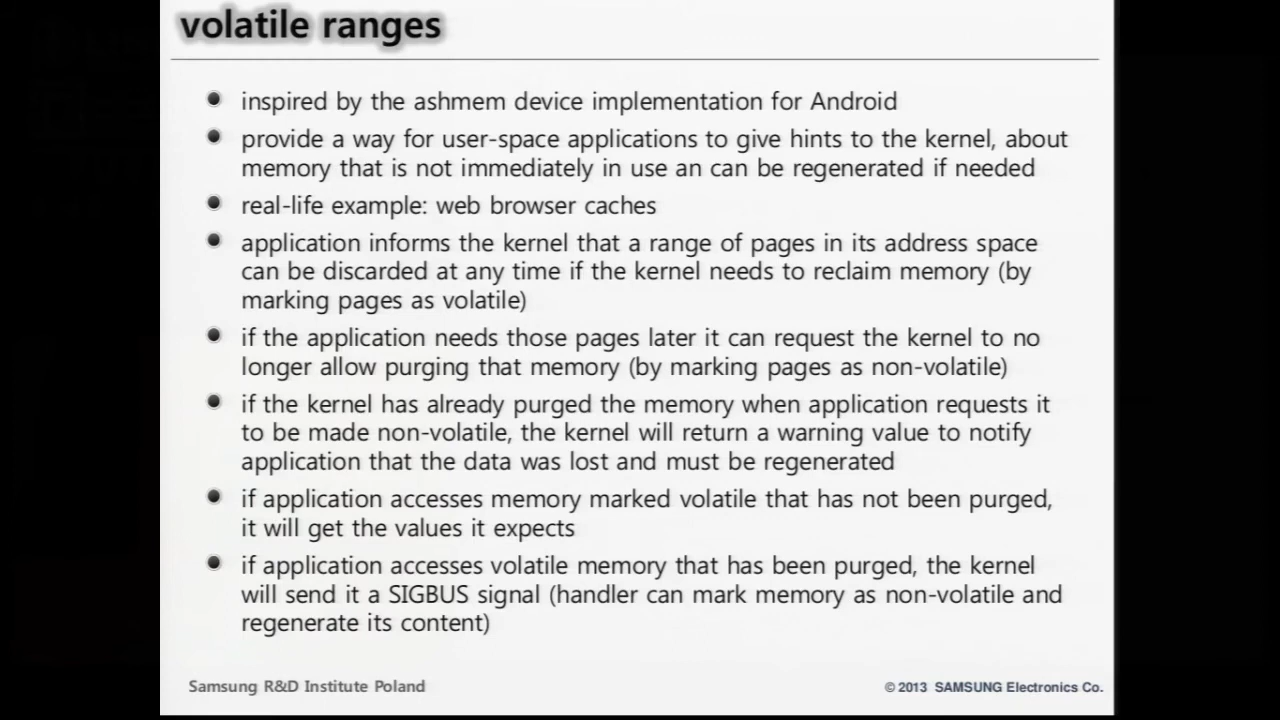 volatile ranges
inspired by the ashmem device implementation for Android
provide a way for user-space applications to give hints to the kernel, about
memory that is not immediately in use an can be regenerated if needed
real-life example: web browser caches
application informs the kernel that a range of pages in its address space
can be discarded at any time if the kernel needs to reclaim memory (by
marking pages as volatile)
if the application needs those pages later it can request the kernel to no
longer allow purging that memory (by marking pages as non-volatile)
if the kernel has already purged the memory when application requests it
to be made non-volatile, the kernel will return a warning value to notify
application that the data was lost and must be regenerated
if application accesses memory marked volatile that has not been purged,
it will get the values it expects
if application accesses volatile memory that has been purged, the kernel
will send it a SIGBUS signal (handler can mark memory as non-volatile and
regenerate its content)
Samsung R&D Institute Poland
© 2013 SAMSUNG Electronics Co.